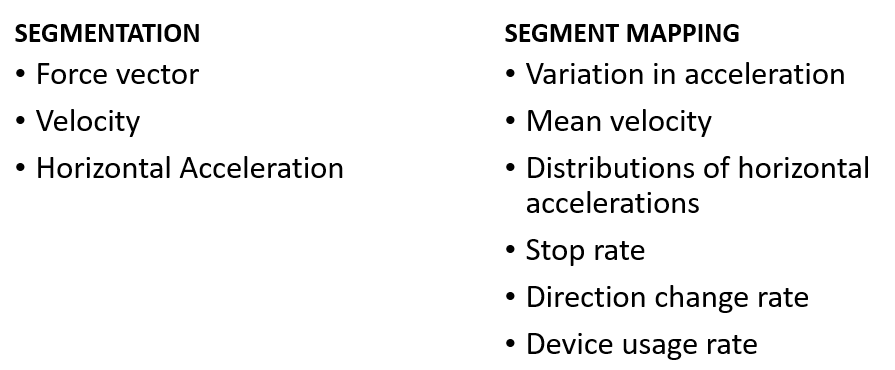 SEGMENTATION
• Force vector
• Velocity
• Horizontal Acceleration
SEGMENT MAPPING
• Variation in acceleration
• Mean velocity
• Distributions of horizontal
accelerations
• Stop rate
• Direction change rate
• Device usage rate